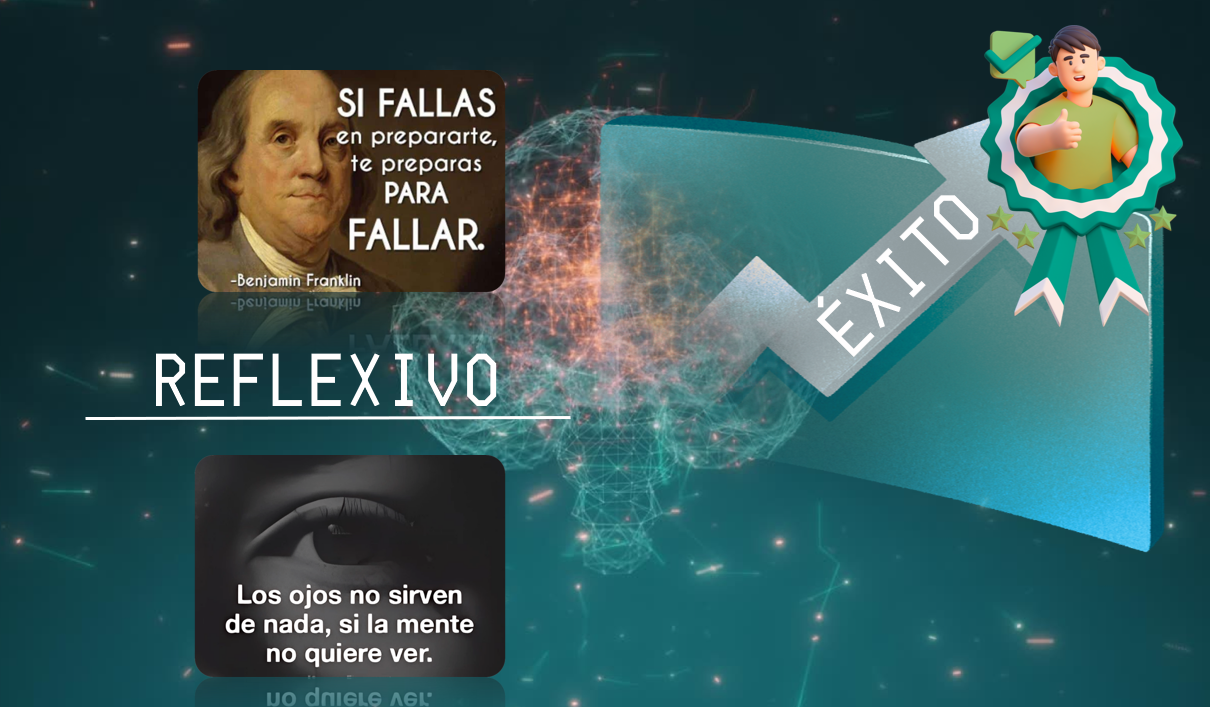 SI FALLAS
en prepararte,
te preparas
PARA
FALLAR.
-Benjamin Franklin
REFLEXIVO
Los ojos no sirven
de nada, si la mente
no quiere ver.
ÉXITO